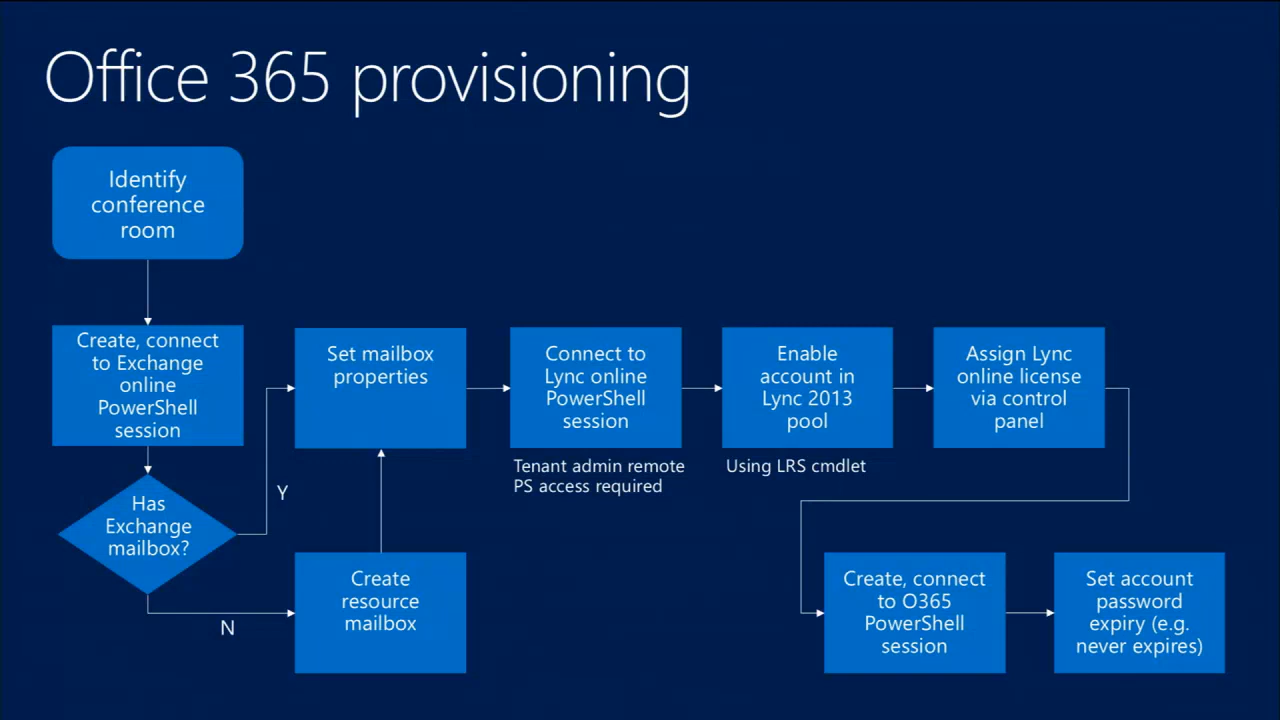 Office 365 provisioning
Identify
conference
room
Create, connect
to Exchange
online
PowerShell
session
Has
Exchange
mailbox?
Y
N
Create
resource
mailbox
Set mailbox
properties
Connect to
Lync online
PowerShell
session
Tenant admin remote
PS access required
Enable
account in
Lync 2013
pool
Using LRS cmdlet
Assign Lync
online license
via control
panel
Create, connect
to O365
PowerShell
session
Set account
password
expiry (e.g.
never expires)